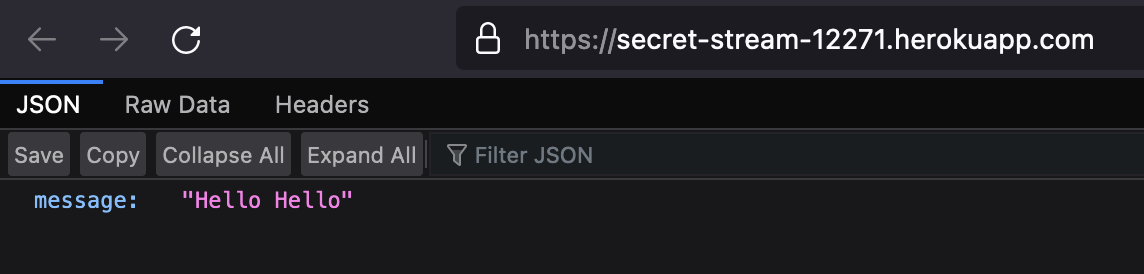 https://secret-stream-12271.herokuapp.com
JSON Raw Data Headers
Save Copy Collapse All Expand All Filter JSON
message: "Hello Hello"